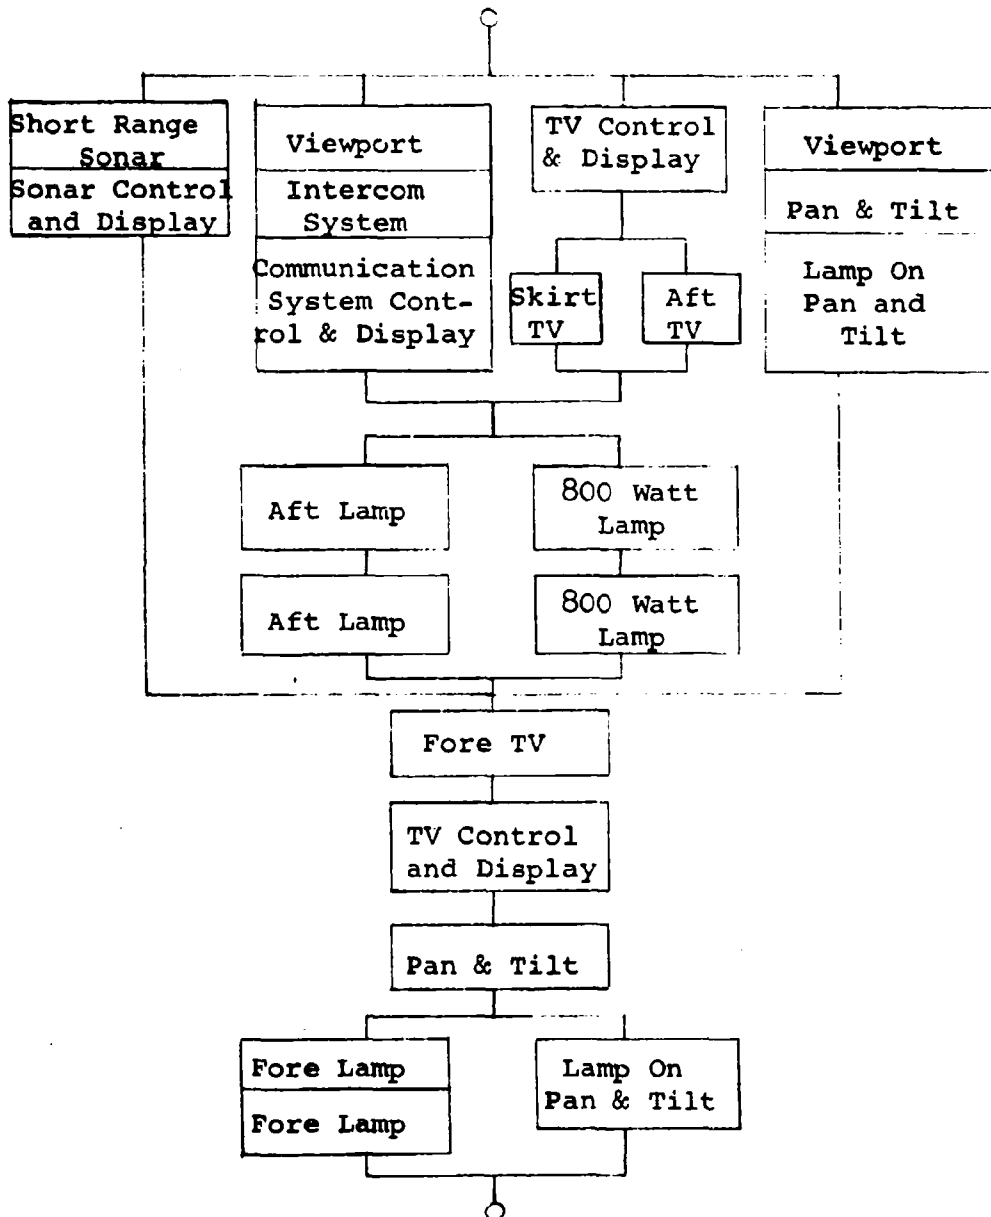 Short Range
Sonar
Sonar Control
and Display
Viewport
Intercom
System
Communication
System Cont-
rol & Display
TV Control
& Display
Skirt
TV
Aft
TV
Viewport
Pan & Tilt
Lamp On
Pan and
Tilt
Aft Lamp
800 Watt
Lamp
Aft Lamp
800 Watt
Lamp
Fore TV
TV Control
and Display
Pan & Tilt
Fore Lamp
Fore Lamp
Lamp On
Pan & Tilt